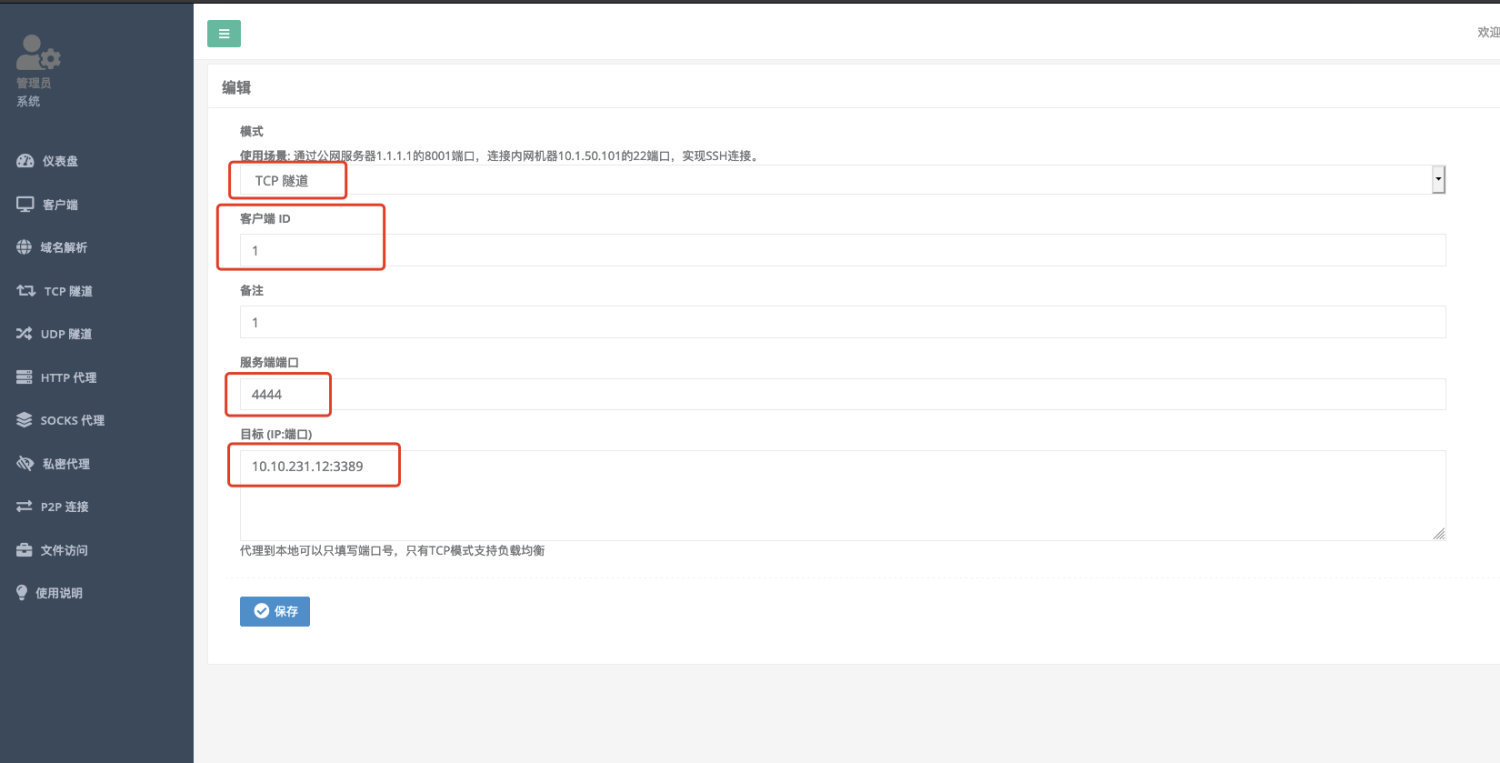 欢迎
管理员
系统
仪表盘
客户端
域名解析
TCP 隧道
UDP 隧道
HTTP 代理
SOCKS 代理
私密代理
P2P 连接
文件访问
使用说明
编辑
模式
使用场景: 通过公网服务器1.1.1.1的8001端口，连接内网机器10.1.50.101的22端口，实现SSH连接。
TCP 隧道
客户端 ID
1
备注
1
服务端端口
4444
目标 (IP:端口)
10.10.231.12:3389
代理到本地可以只填写端口号，只有TCP模式支持负载均衡
保存